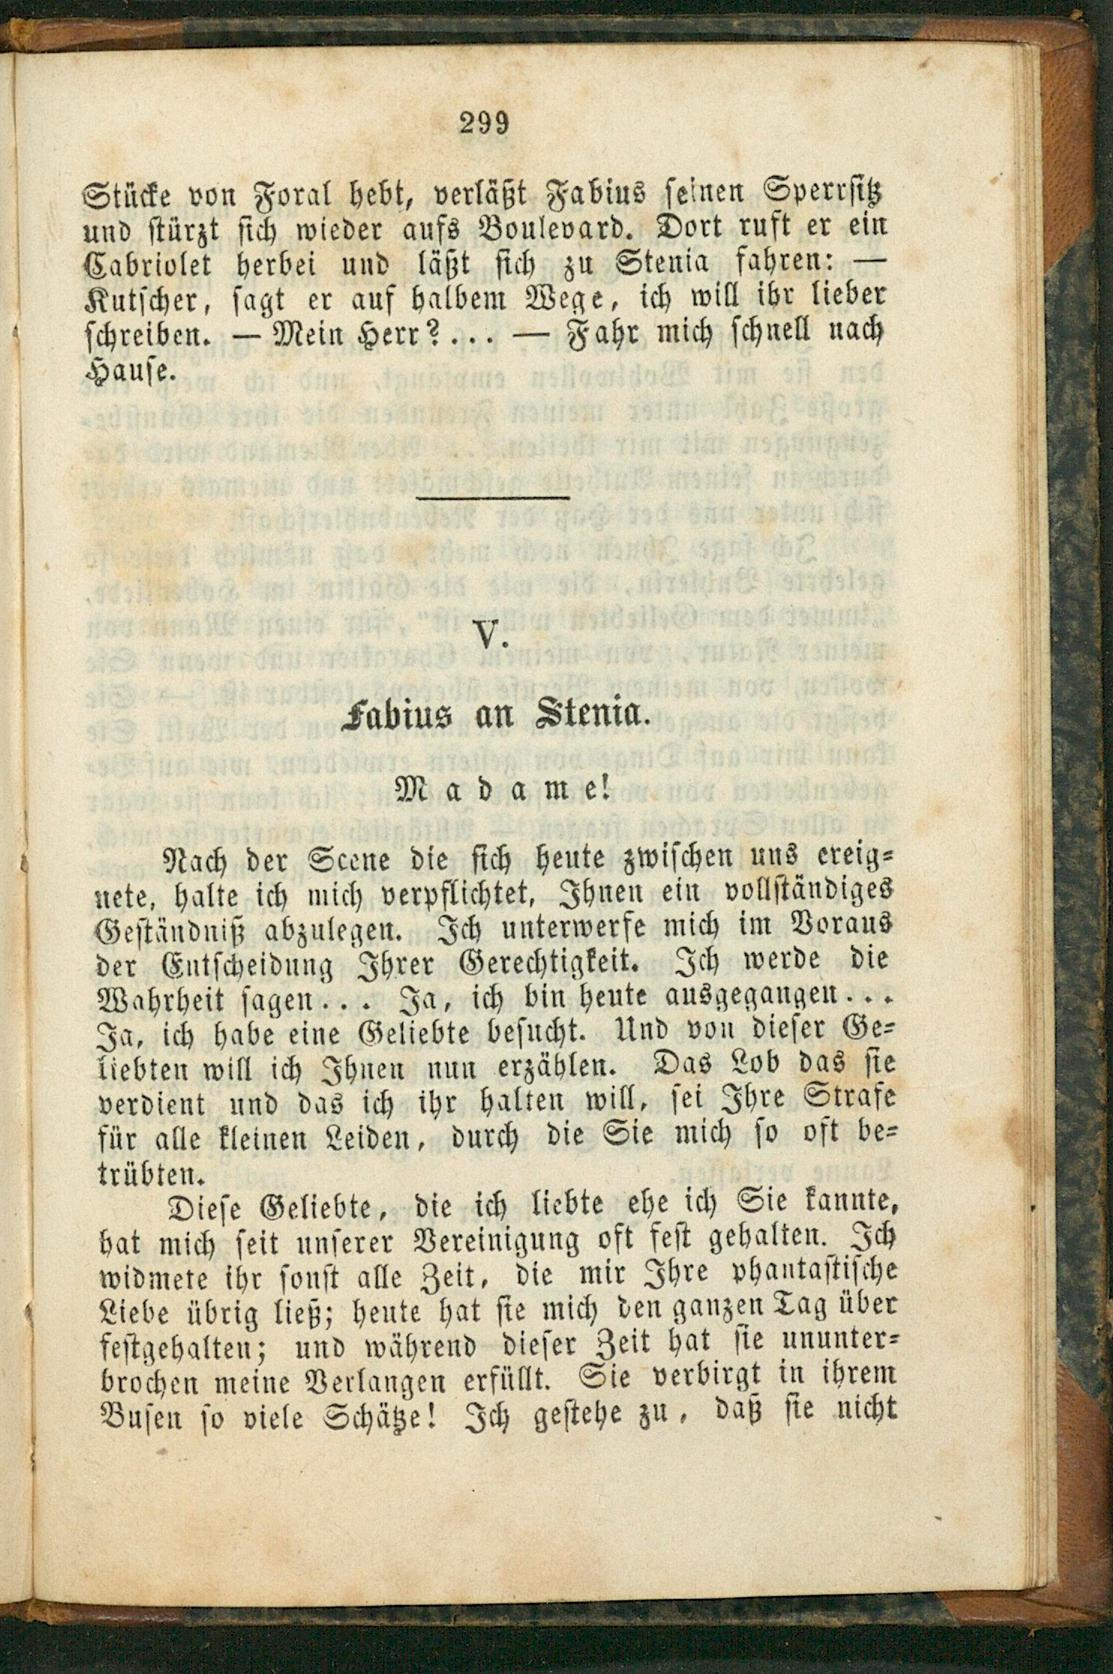 299
Stücke von Foral hebt, verläßt Fabius seinen Sperrsitz
und stürzt sich wieder aufs Boulevard. Dort ruft er ein
Cabriolet herbei und läßt sich zu Stenia fahren: —
Kutscher, sagt er auf halbem Wege, ich will ihr lieber
schreiben. — Mein Herr?... — Fahr mich schnell nach
Hause.
V.
Fabius an Stenia.
Madame!
Nach der Scene die sich heute zwischen uns ereig-
nete, halte ich mich verpflichtet, Ihnen ein vollständiges
Geständniß abzulegen. Ich unterwerfe mich im Voraus
der Entscheidung Ihrer Gerechtigkeit. Ich werde die
Wahrheit sagen... Ja, ich bin heute ausgegangen...
Ja, ich habe eine Geliebte besucht. Und von dieser Ge-
liebten will ich Ihnen nun erzählen. Das Lob das sie
verdient und das ich ihr halten will, sei Ihre Strafe
für alle kleinen Leiden, durch die Sie mich so oft be-
trübten.
Diese Geliebte, die ich liebte ehe ich Sie kannte,
hat mich seit unserer Vereinigung oft fest gehalten. Ich
widmete ihr sonst alle Zeit, die mir Ihre phantastische
Liebe übrig ließ; heute hat sie mich den ganzen Tag über
festgehalten; und während dieser Zeit hat sie ununter-
brochen meine Verlangen erfüllt. Sie verbirgt in ihrem
Busen so viele Schätze! Ich gestehe zu, daß sie nicht